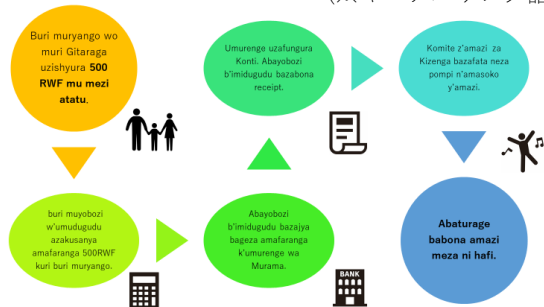 Buri muryango wo
muri Gitaraga
uzishyura 500
RWF mu mezi
atatu.
buri muyobozi
w'umudugudu
azakusanya
amafaranga 500RWF
kuri buri muryango.
Abayobozi
b'imidugudu bazajya
bageza amafaranga
k'umurenge wa
Murama.
BANK
Umurenge uzafungura
Konti. Abayobozi
b'imidugudu bazabona
receipt.
Komite z'amazi za
Kizenga bazafata neza
pompi n'amasoko
y'amazi.
Abaturage
babona amazi
meza ni hafi.